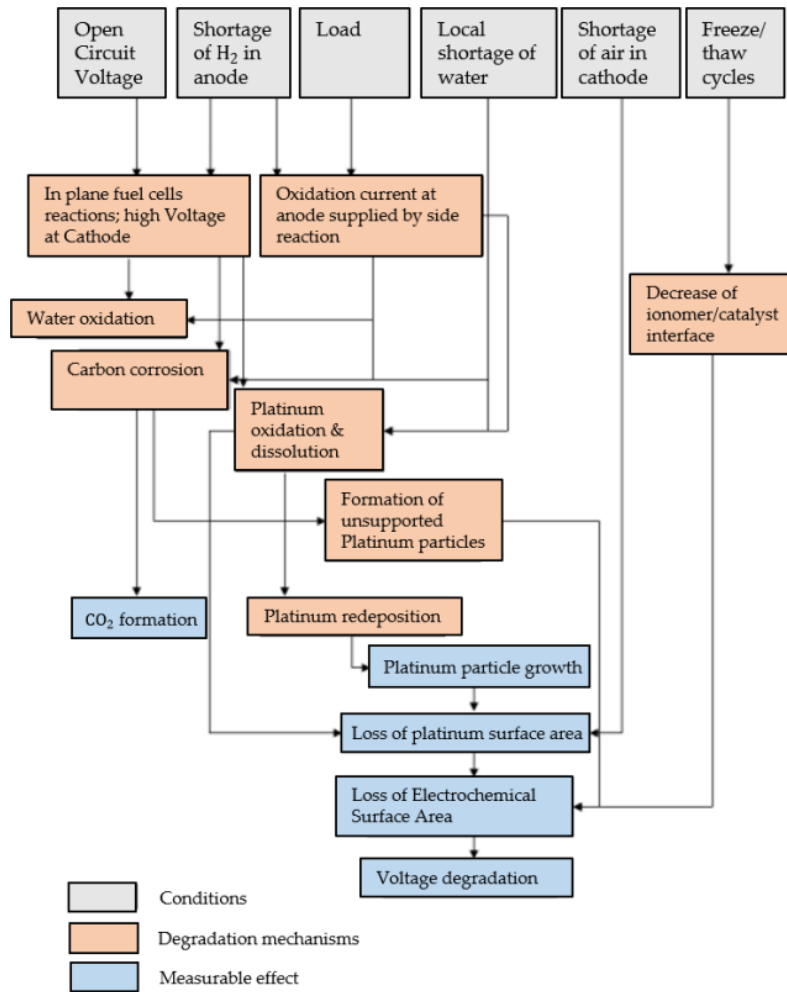 Open
Circuit
Voltage
Shortage
of H₂ in
anode
Load
Local
shortage of
water
Shortage
of air in
cathode
Freeze/
thaw
cycles
In plane fuel cells
reactions; high Voltage
at Cathode
Oxidation current at
anode supplied by side
reaction
Water oxidation
Decrease of
ionomer/catalyst
interface
Carbon corrosion
Platinum
oxidation &
dissolution
Formation of
unsupported
Platinum particles
CO₂ formation
Platinum redeposition
Platinum particle growth
Loss of platinum surface area
Loss of Electrochemical
Surface Area
Voltage degradation
Conditions
Degradation mechanisms
Measurable effect